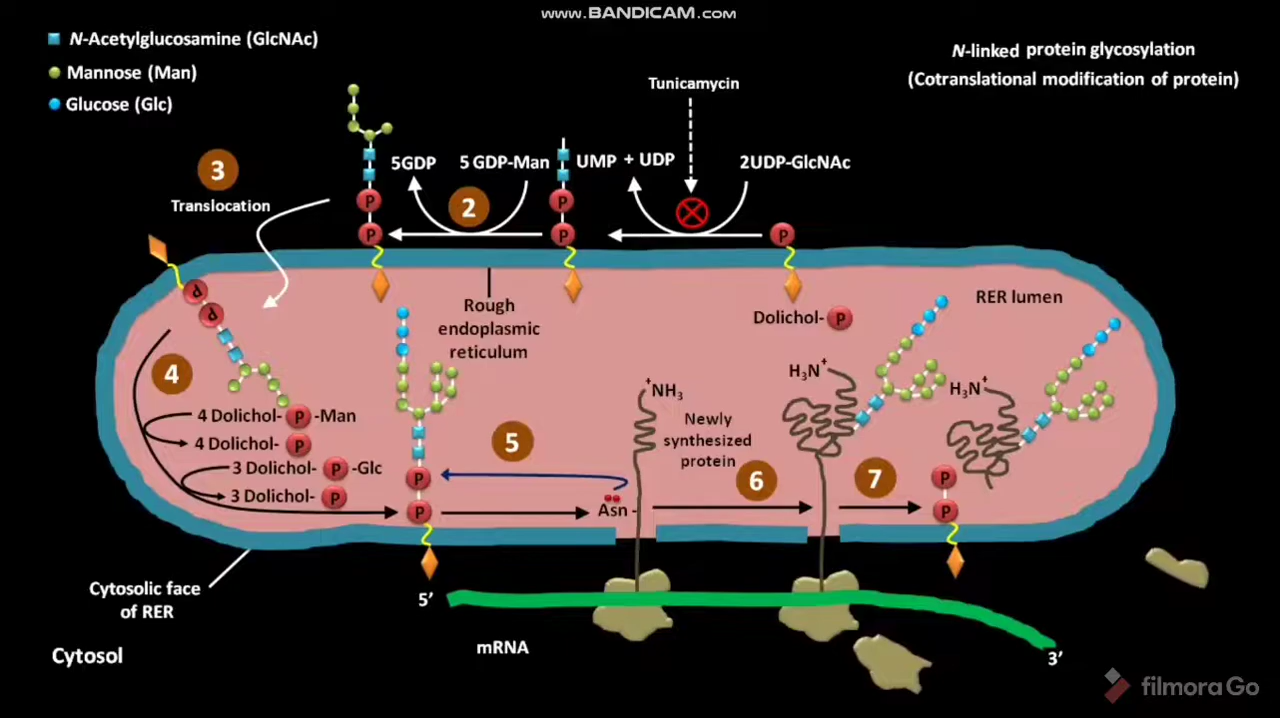 www.BANDICAM.com
N-Acetylglucosamine (GlcNAc)
Mannose (Man)
Glucose (Glc)
N-linked protein glycosylation
(Cotranslational modification of protein)
Tunicamycin
3
Translocation
5GDP
5 GDP-Man
UMP + UDP
2UDP-GlcNAc
2
P
P
P
P
P
P
P
Rough
endoplasmic
reticulum
Dolichol-P
RER lumen
4
4 Dolichol-P-Man
4 Dolichol-P
3 Dolichol-P-Glc
3 Dolichol-P
P
P
5
+NH3
Newly
synthesized
protein
Asn -
6
H3N+
7
H3N+
P
P
Cytosolic face
of RER
Cytosol
5’
mRNA
3’
filmoraGo